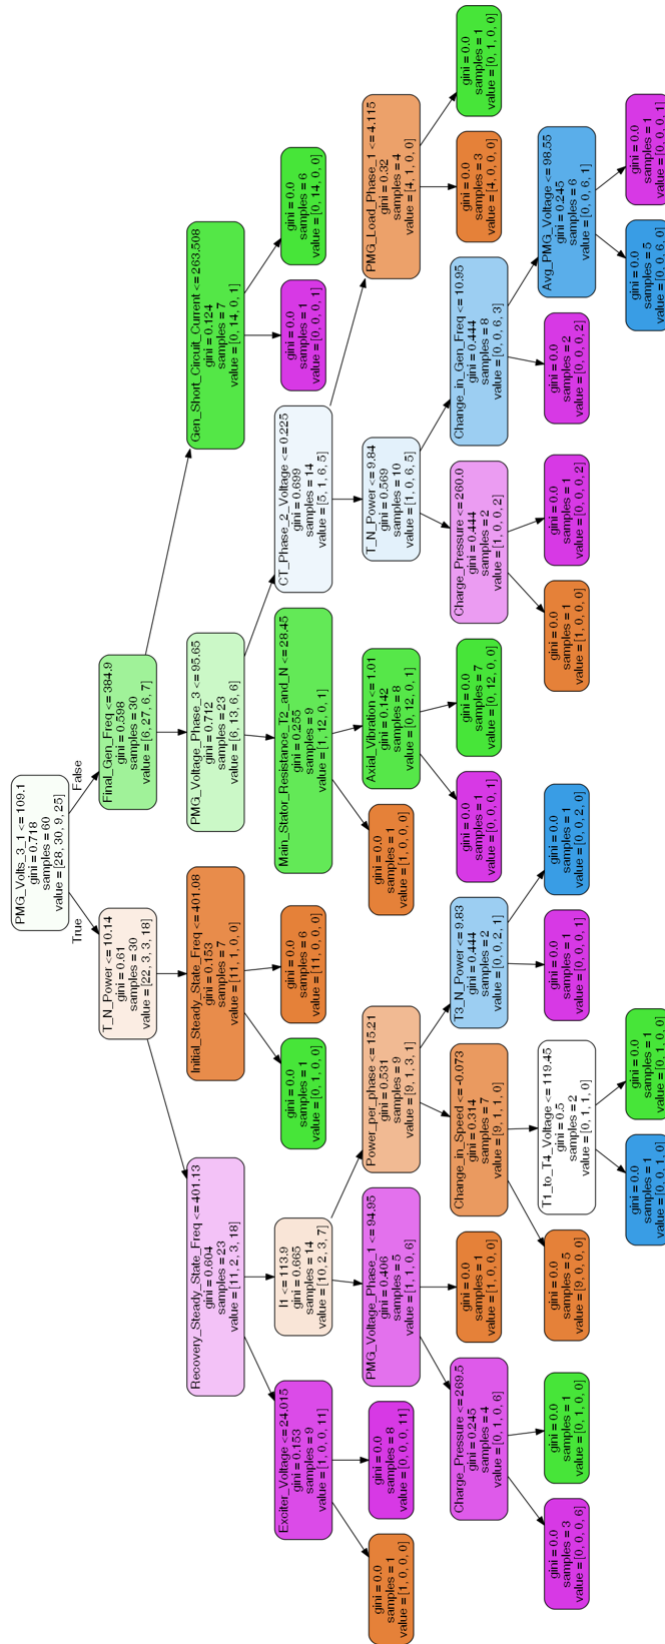 PMG_Volts_3_1 <= 109.1
gini = 0.718
samples = 60
value = [28, 30, 9, 25]
True
False
T_N_Power <= 10.14
gini = 0.61
samples = 30
value = [22, 3, 3, 18]
Final_Gen_Freq <= 384.9
gini = 0.598
samples = 30
value = [6, 27, 6, 7]
Recovery_Steady_State_Freq <= 401.13
gini = 0.604
samples = 23
value = [11, 2, 3, 18]
Initial_Steady_State_Freq <= 401.08
gini = 0.153
samples = 7
value = [11, 1, 0, 0]
PMG_Voltage_Phase_3 <= 95.65
gini = 0.712
samples = 23
value = [6, 13, 6, 6]
Gen_Short_Circuit_Current <= 263.508
gini = 0.124
samples = 7
value = [0, 14, 0, 1]
Exciter_Voltage <= 24.015
gini = 0.153
samples = 9
value = [1, 0, 0, 11]
I1 <= 113.9
gini = 0.665
samples = 14
value = [10, 2, 3, 7]
gini = 0.0
samples = 1
value = [0, 1, 0, 0]
gini = 0.0
samples = 6
value = [11, 0, 0, 0]
Main_Stator_Resistance_T2_and_N <= 28.45
gini = 0.255
samples = 9
value = [1, 12, 0, 1]
CT_Phase_2_Voltage <= 0.225
gini = 0.699
samples = 14
value = [5, 1, 6, 5]
gini = 0.0
samples = 1
value = [0, 0, 0, 1]
gini = 0.0
samples = 6
value = [0, 14, 0, 0]
gini = 0.0
samples = 1
value = [1, 0, 0, 0]
gini = 0.0
samples = 8
value = [0, 0, 0, 11]
PMG_Voltage_Phase_1 <= 94.95
gini = 0.406
samples = 5
value = [1, 1, 0, 6]
Power_per_phase <= 15.21
gini = 0.531
samples = 9
value = [9, 1, 3, 1]
gini = 0.0
samples = 1
value = [1, 0, 0, 0]
Axial_Vibration <= 1.01
gini = 0.142
samples = 8
value = [0, 12, 0, 1]
T_N_Power <= 9.84
gini = 0.569
samples = 10
value = [1, 0, 6, 5]
PMG_Load_Phase_1 <= 4.115
gini = 0.32
samples = 4
value = [4, 1, 0, 0]
Charge_Pressure <= 269.5
gini = 0.245
samples = 4
value = [0, 1, 0, 6]
gini = 0.0
samples = 1
value = [1, 0, 0, 0]
Change_in_Speed <= -0.073
gini = 0.314
samples = 7
value = [9, 1, 1, 0]
T3_N_Power <= 9.83
gini = 0.444
samples = 2
value = [0, 0, 2, 1]
gini = 0.0
samples = 1
value = [0, 0, 0, 1]
gini = 0.0
samples = 7
value = [0, 12, 0, 0]
Charge_Pressure <= 260.0
gini = 0.444
samples = 2
value = [1, 0, 0, 2]
Change_in_Gen_Freq <= 10.95
gini = 0.444
samples = 8
value = [0, 0, 6, 3]
gini = 0.0
samples = 3
value = [4, 0, 0, 0]
gini = 0.0
samples = 1
value = [0, 1, 0, 0]
gini = 0.0
samples = 3
value = [0, 0, 0, 6]
gini = 0.0
samples = 1
value = [0, 1, 0, 0]
gini = 0.0
samples = 5
value = [9, 0, 0, 0]
T1_to_T4_Voltage <= 119.45
gini = 0.5
samples = 2
value = [0, 1, 1, 0]
gini = 0.0
samples = 1
value = [0, 0, 0, 1]
gini = 0.0
samples = 1
value = [0, 0, 2, 0]
gini = 0.0
samples = 1
value = [1, 0, 0, 0]
gini = 0.0
samples = 1
value = [0, 0, 0, 2]
gini = 0.0
samples = 2
value = [0, 0, 0, 2]
Avg_PMG_Voltage <= 98.55
gini = 0.245
samples = 6
value = [0, 0, 6, 1]
gini = 0.0
samples = 1
value = [0, 0, 1, 0]
gini = 0.0
samples = 1
value = [0, 1, 0, 0]
gini = 0.0
samples = 5
value = [0, 0, 6, 0]
gini = 0.0
samples = 1
value = [0, 0, 0, 1]